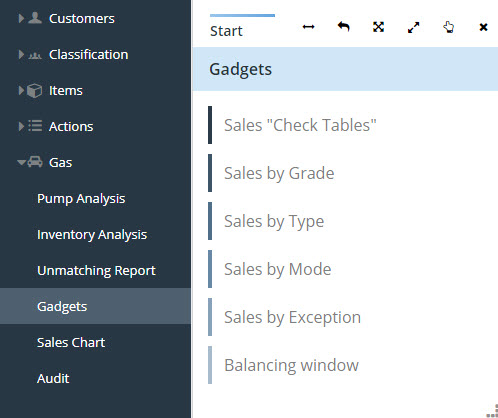 Customers
Classification
Items
Actions
Gas
Pump Analysis
Inventory Analysis
Unmatching Report
Gadgets
Sales Chart
Audit
Start
Gadgets
Sales "Check Tables"
Sales by Grade
Sales by Type
Sales by Mode
Sales by Exception
Balancing window